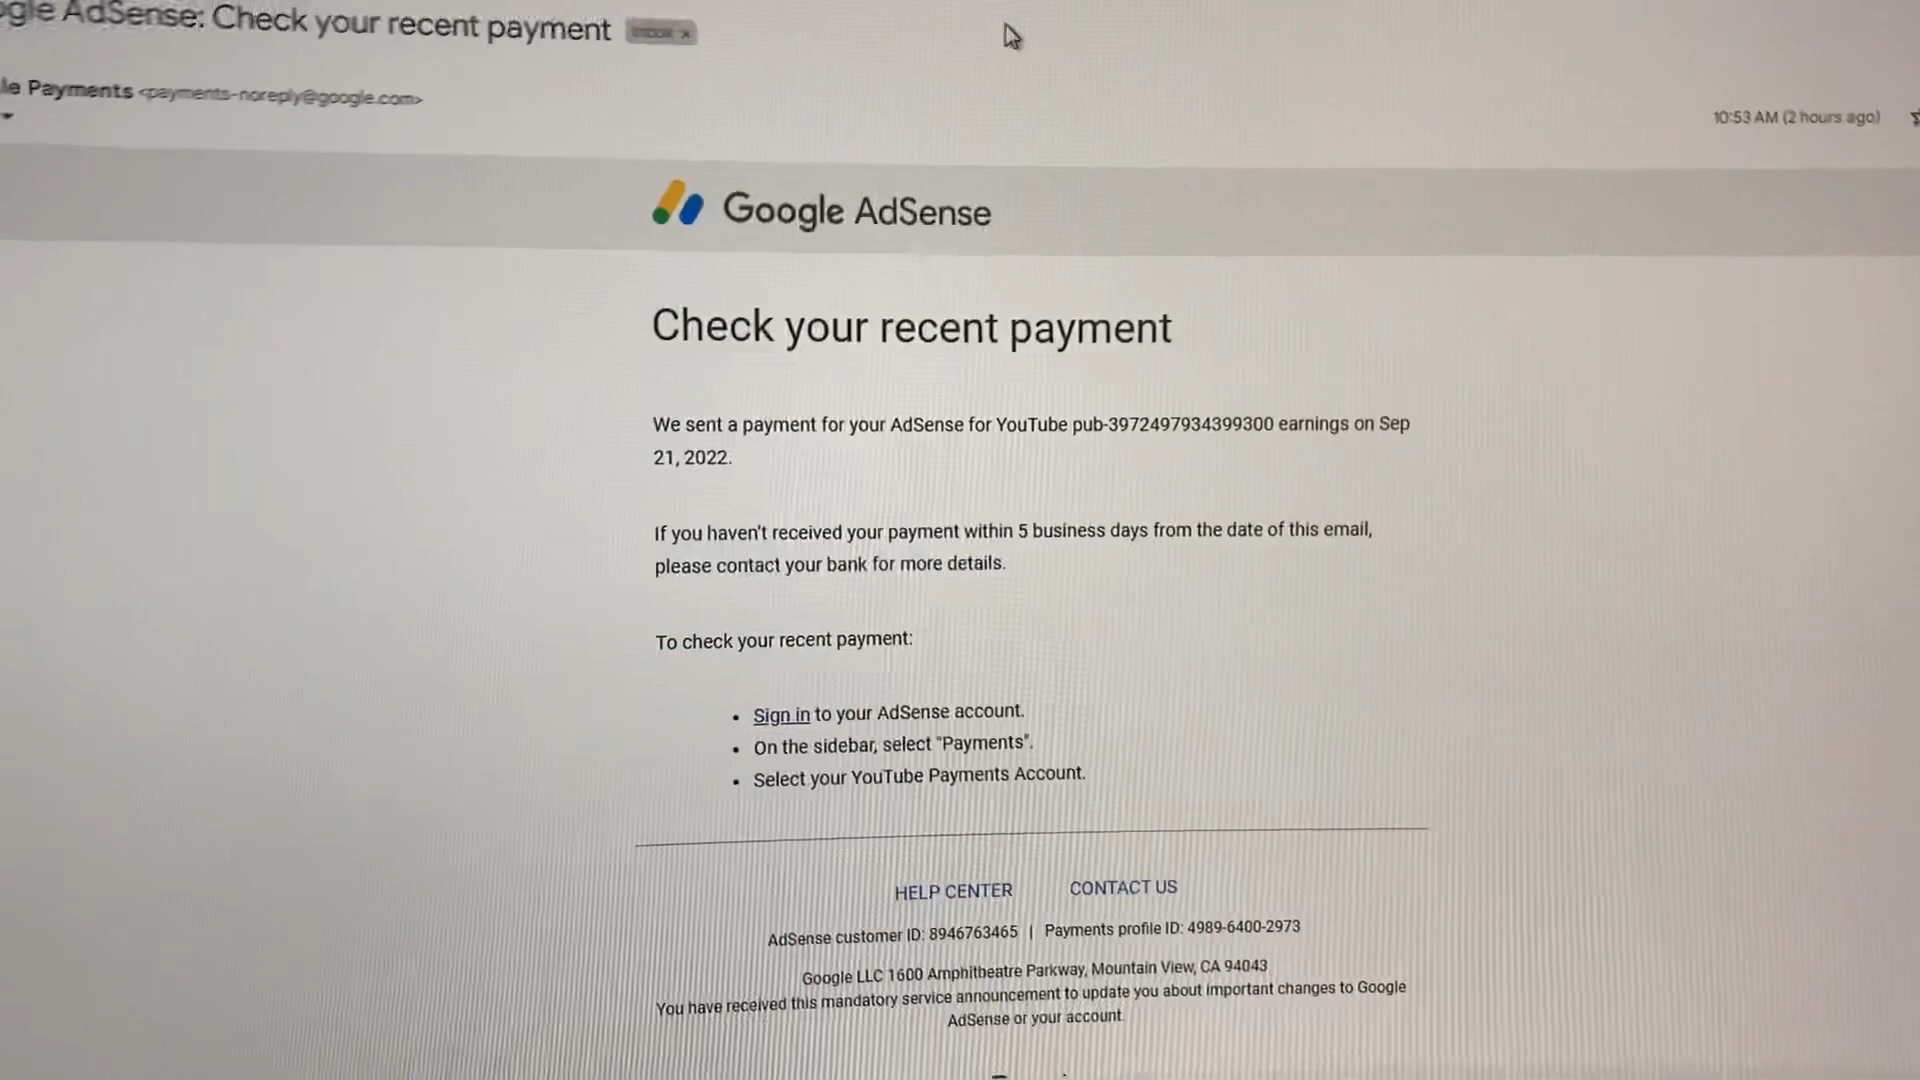 AdSense: Check your recent payment
Payments <payments-noreply@google.com>
10:53 AM (2 hours ago)
Google AdSense
Check your recent payment
We sent a payment for your AdSense for YouTube pub-3972497934399300 earnings on Sep
21, 2022.
If you haven't received your payment within 5 business days from the date of this email,
please contact your bank for more details.
To check your recent payment:
• Sign in to your AdSense account.
• On the sidebar, select "Payments".
• Select your YouTube Payments Account.
HELP CENTER CONTACT US
AdSense customer ID: 8946763465 | Payments profile ID: 4989-6400-2973
Google LLC 1600 Amphitheatre Parkway, Mountain View, CA 94043
You have received this mandatory service announcement to update you about important changes to Google
AdSense or your account.